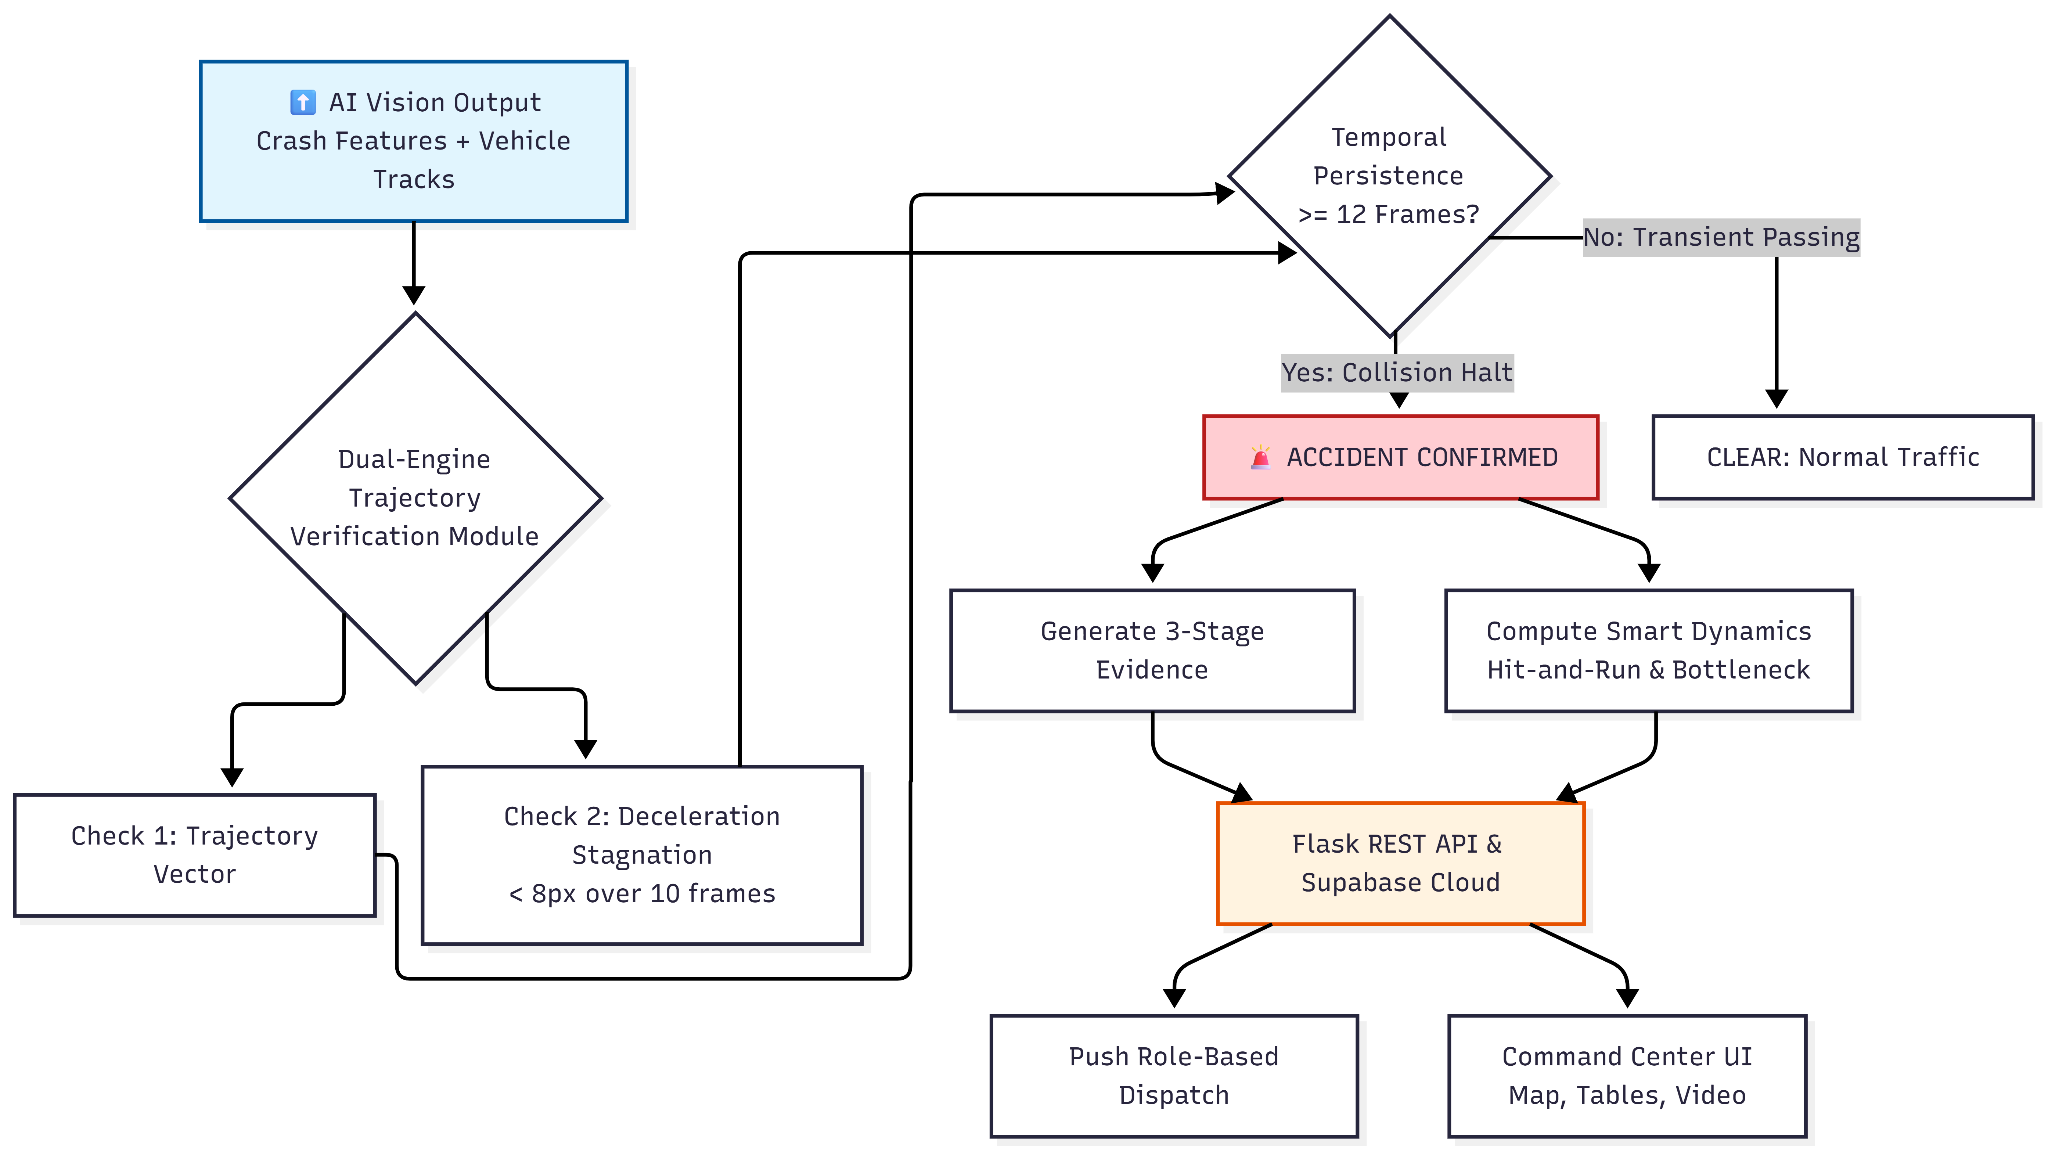 ⬆️ AI Vision Output
Crash Features + Vehicle
Tracks
Dual-Engine
Trajectory
Verification Module
Check 1: Trajectory
Vector
Check 2: Deceleration
Stagnation
< 8px over 10 frames
Temporal
Persistence
>= 12 Frames?
No: Transient Passing
Yes: Collision Halt
🚨 ACCIDENT CONFIRMED
CLEAR: Normal Traffic
Generate 3-Stage
Evidence
Compute Smart Dynamics
Hit-and-Run & Bottleneck
Flask REST API &
Supabase Cloud
Push Role-Based
Dispatch
Command Center UI
Map, Tables, Video